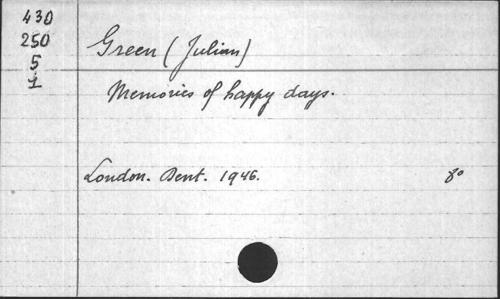 430
250
5
1
Green (Julian)
Memories of happy days.
London. Dent. 1946. 8°